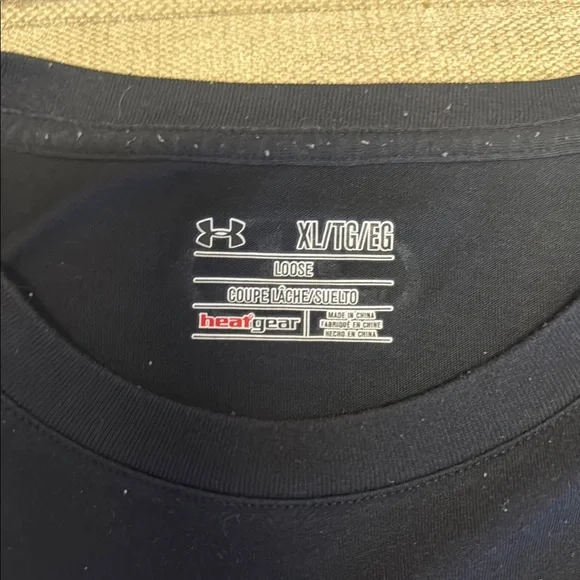 XL/TG/EG
LOOSE
COUPE LÂCHE/SUELTO
heatgear
MADE IN CHINA
FABRIQUÉ EN CHINE
HECHO EN CHINA